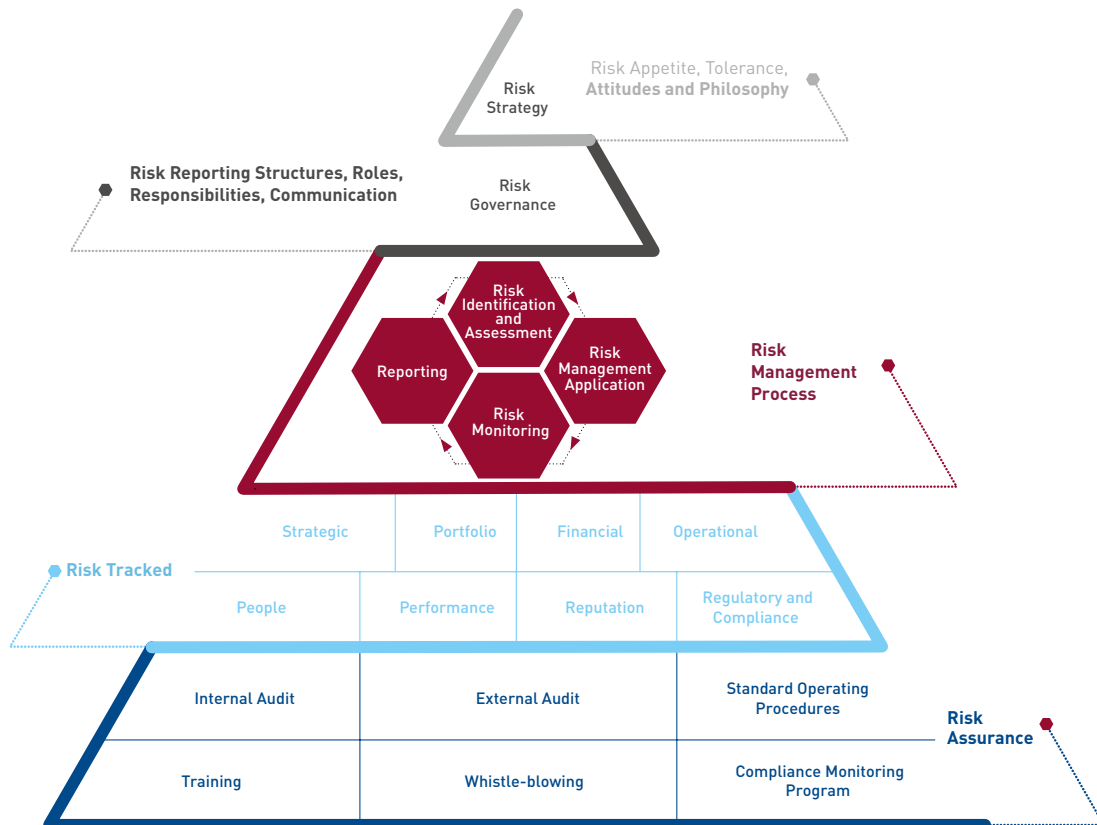 Risk
Strategy
Risk Appetite, Tolerance,
Attitudes and Philosophy
Risk Reporting Structures, Roles,
Responsibilities, Communication
Risk
Governance
Risk
Identification
and
Assessment
Reporting
Risk
Management
Application
Risk
Monitoring
Risk
Management
Process
Strategic
Portfolio
Financial
Operational
Risk Tracked
People
Performance
Reputation
Regulatory and
Compliance
Internal Audit
External Audit
Standard Operating
Procedures
Risk
Assurance
Training
Whistle-blowing
Compliance Monitoring
Program